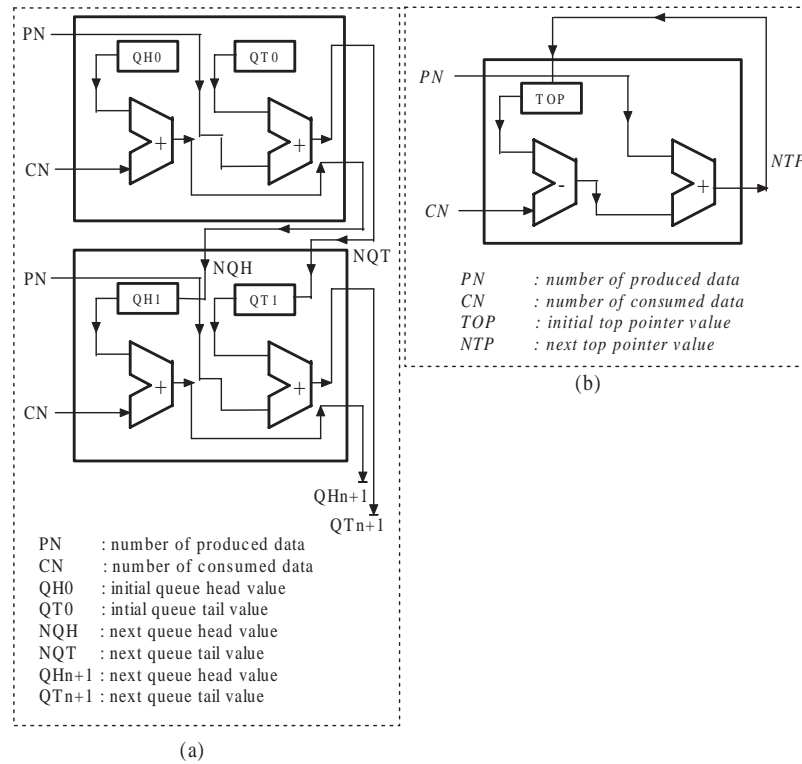 PN
QH0
QT0
+
+
CN
NQH
NQT
PN
QH1
QT1
+
+
CN
QHn+1
QTn+1
PN : number of produced data
CN : number of consumed data
QH0 : initial queue head value
QT0 : intial queue tail value
NQH : next queue head value
NQT : next queue tail value
QHn+1 : next queue head value
QTn+1 : next queue tail value
(a)
PN
TOP
NTP
-
+
CN
PN : number of produced data
CN : number of consumed data
TOP : initial top pointer value
NTP : next top pointer value
(b)